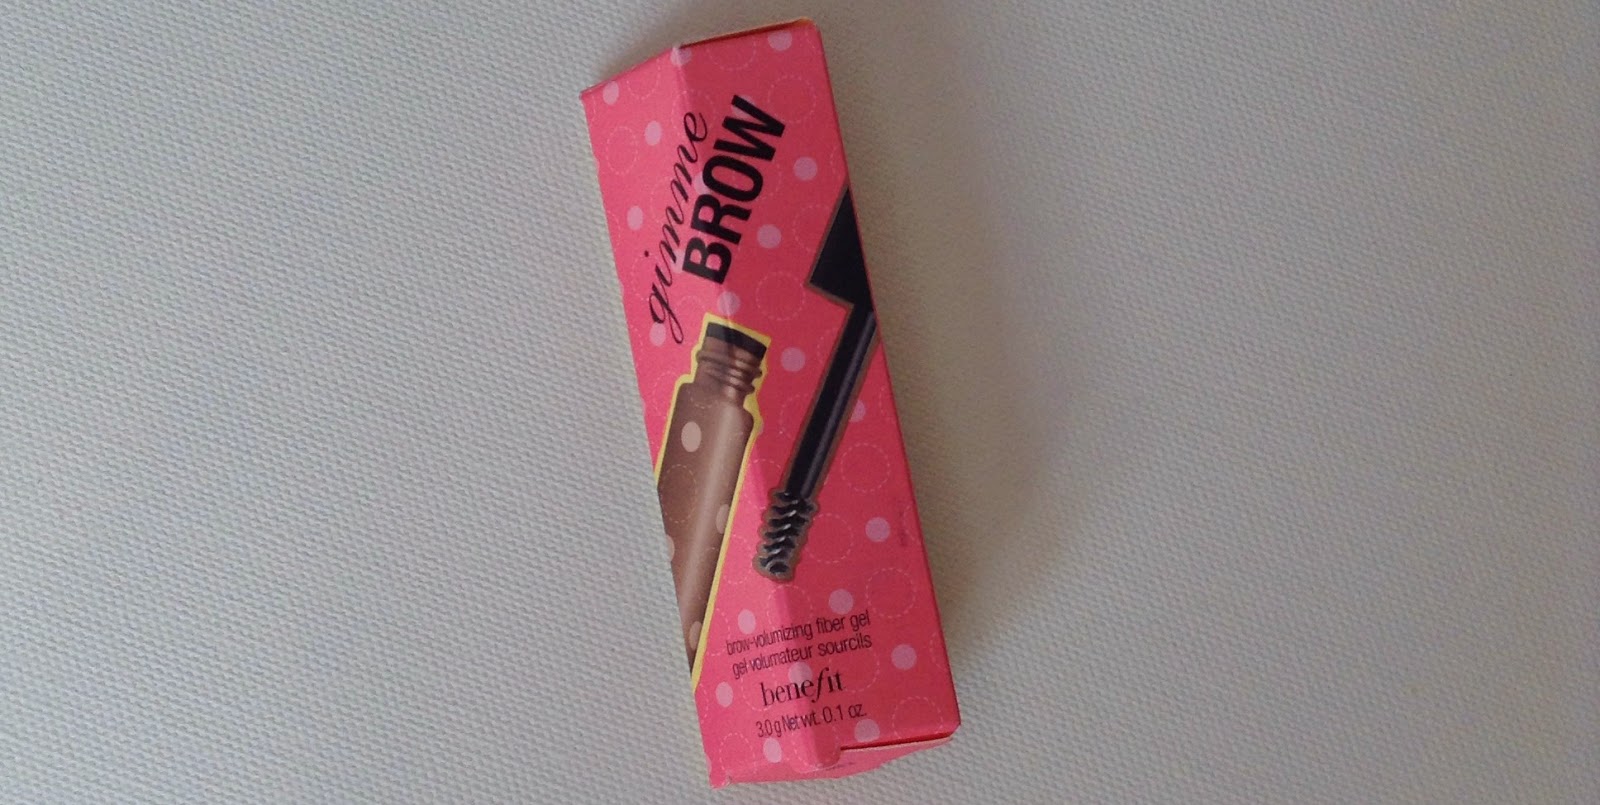 gimme
BROW
brow-volumizing fiber gel
gel volumateur sourcils
benefit
3.0 g Net wt. 0.1 oz.